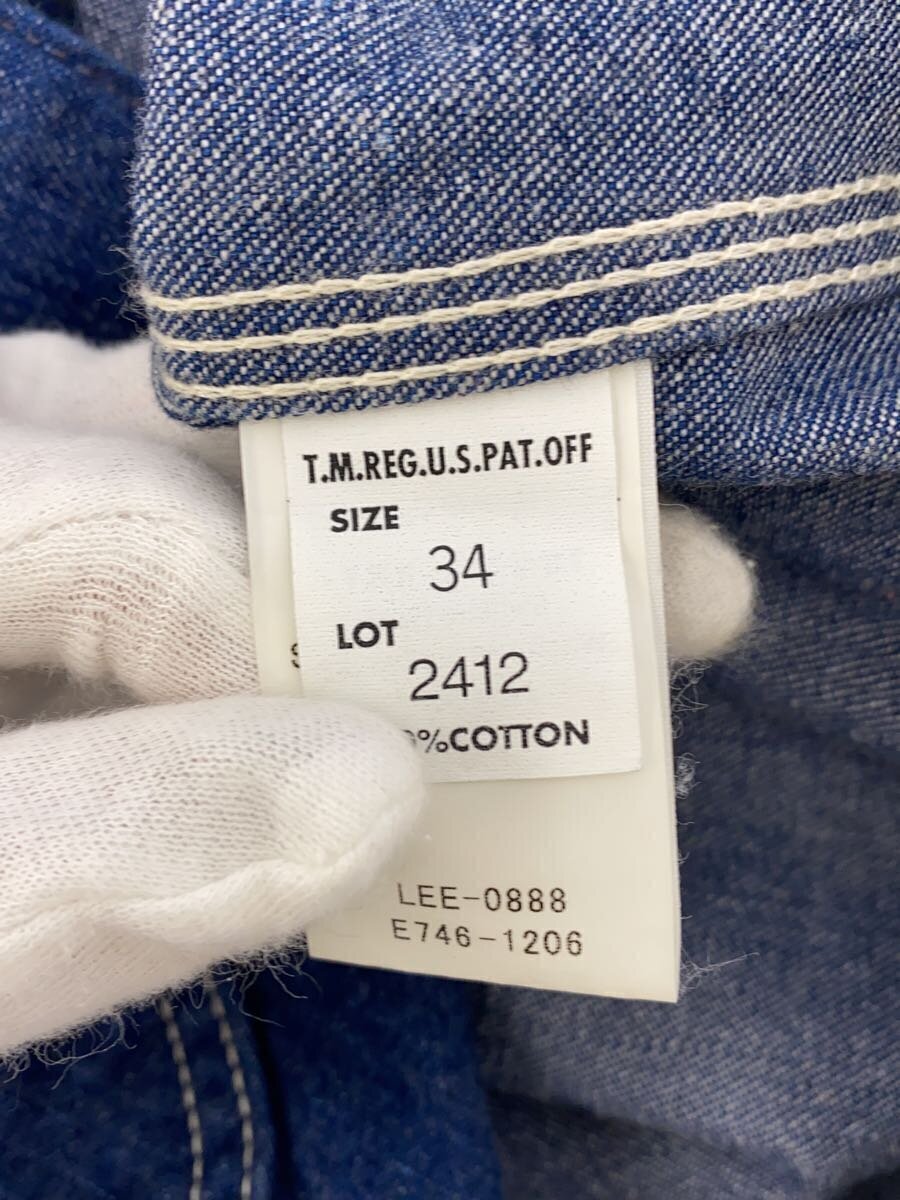 T.M.REG.U.S.PAT.OFF
SIZE
34
LOT
2412
%COTTON
LEE-0888
E746-1206